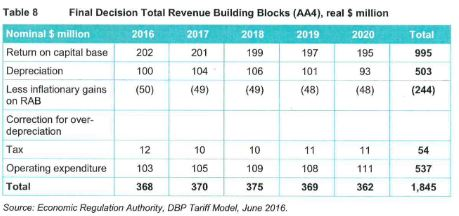 Table 8 Final Decision Total Revenue Building Blocks (AA4), real $ million
Nominal $ million 2016 2017 2018 2019 2020 Total
Return on capital base 202 201 199 197 195 995
Depreciation 100 104 106 101 93 503
Less inflationary gains (50) (49) (49) (48) (48) (244)
on RAB
Correction for over-
depreciation
Tax 12 10 10 11 11 54
Operating expenditure 103 105 109 108 111 537
Total 368 370 375 369 362 1,845
Source: Economic Regulation Authority, DBP Tariff Model, June 2016.